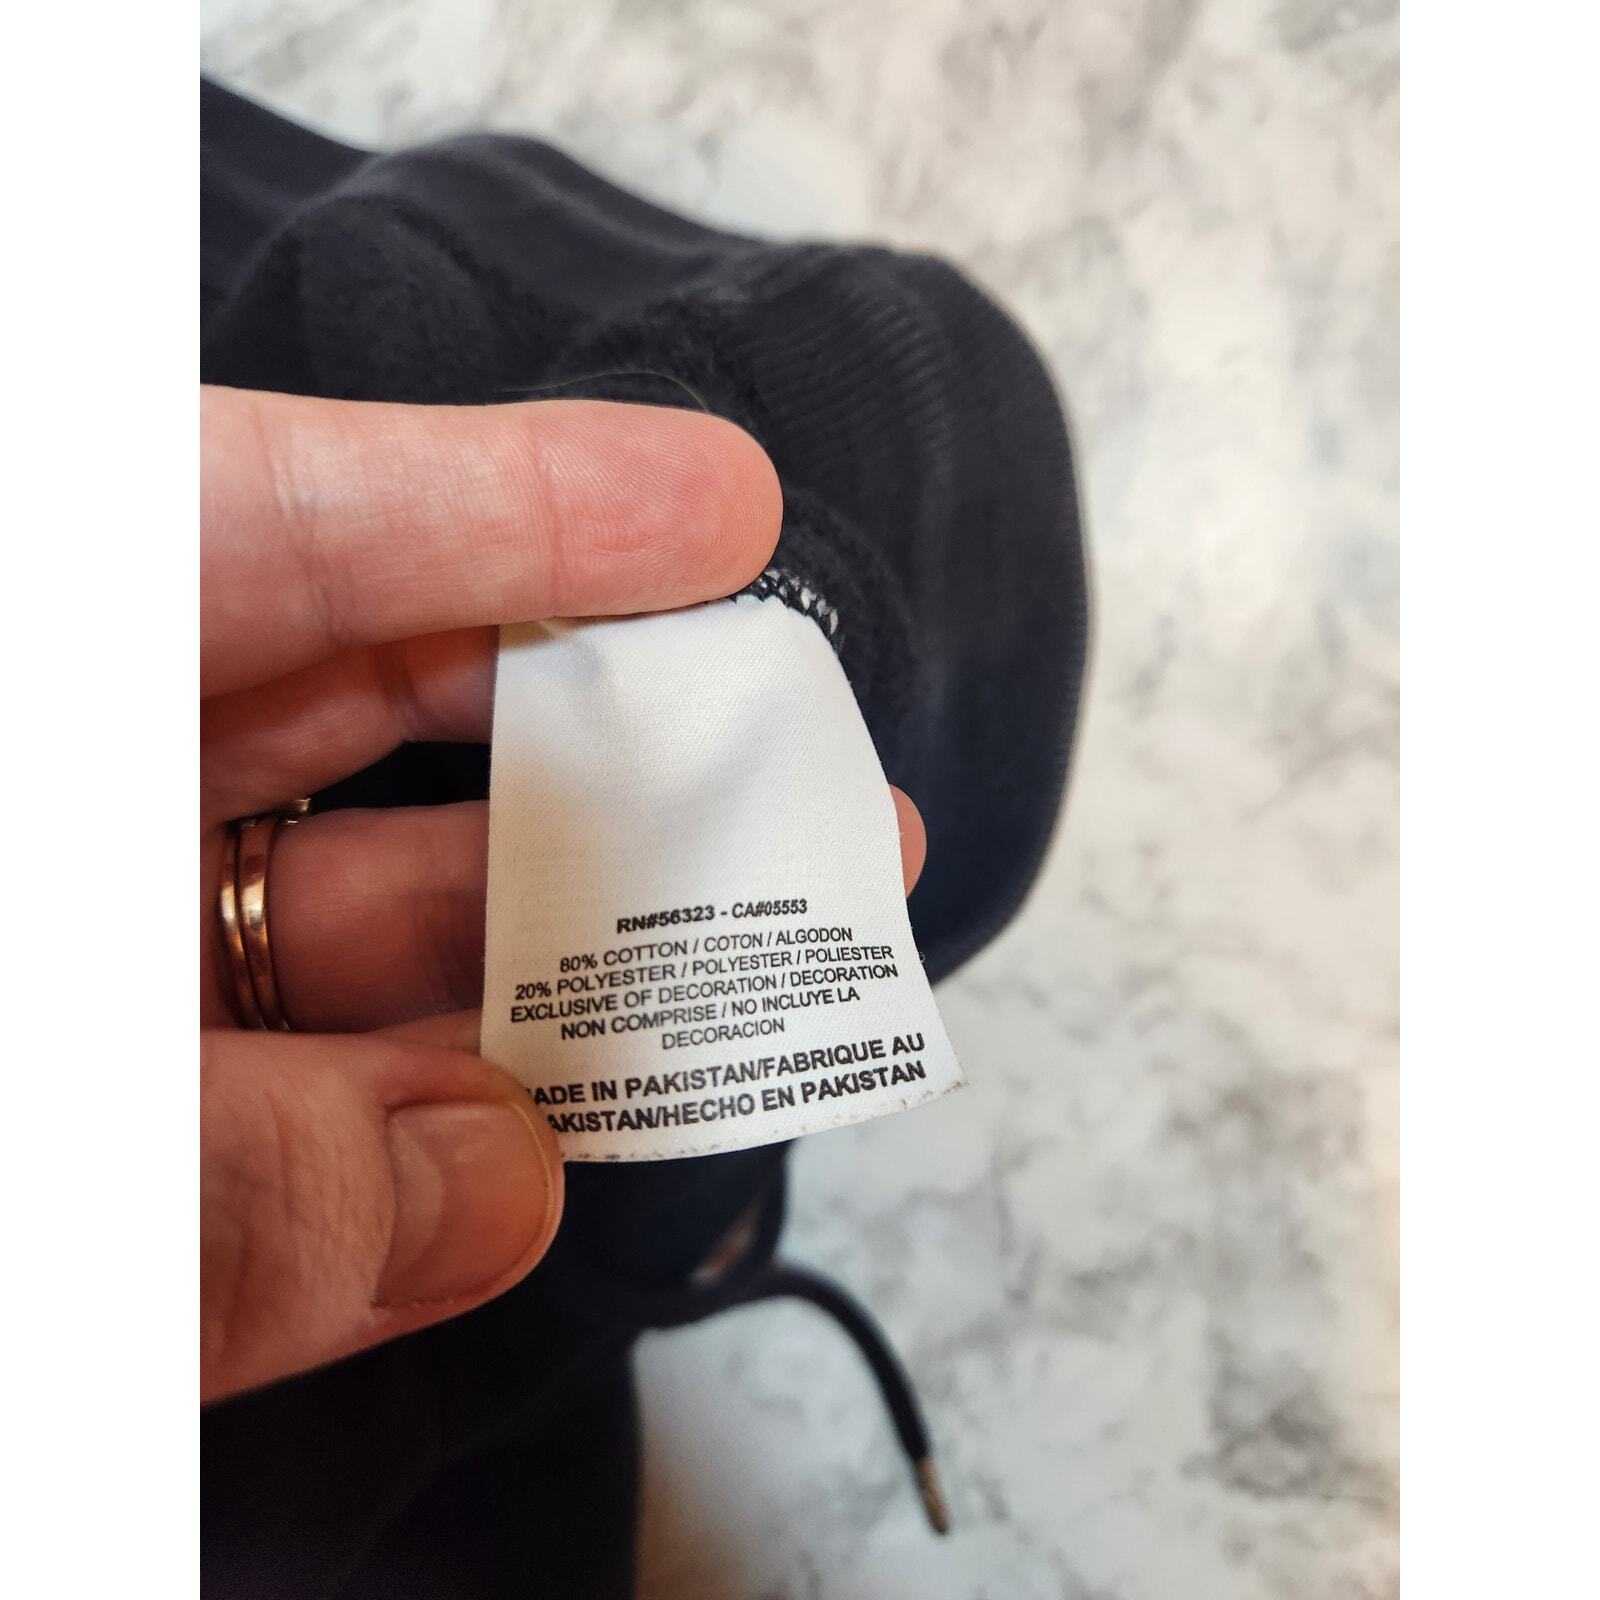 RN#56323 - CA#05553
80% COTTON / COTON / ALGODON
20% POLYESTER / POLYESTER / POLIESTER
EXCLUSIVE OF DECORATION / DECORATION
NON COMPRISE / NO INCLUYE LA
DECORACION
ADE IN PAKISTAN/FABRIQUE AU
AKISTAN/HECHO EN PAKISTAN